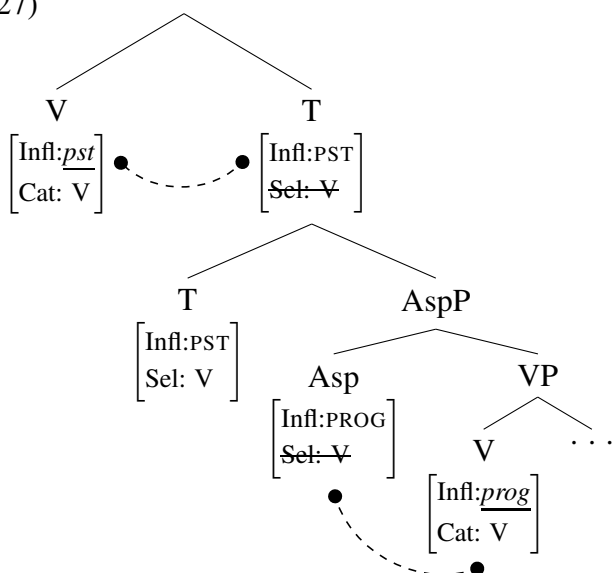 27)
V T
Infl:pst Infl:PST
Cat: V Sel: V
T AspP
Infl:PST
Sel: V
Asp VP
Infl:PROG
Sel: V
V . . .
Infl:prog
Cat: V